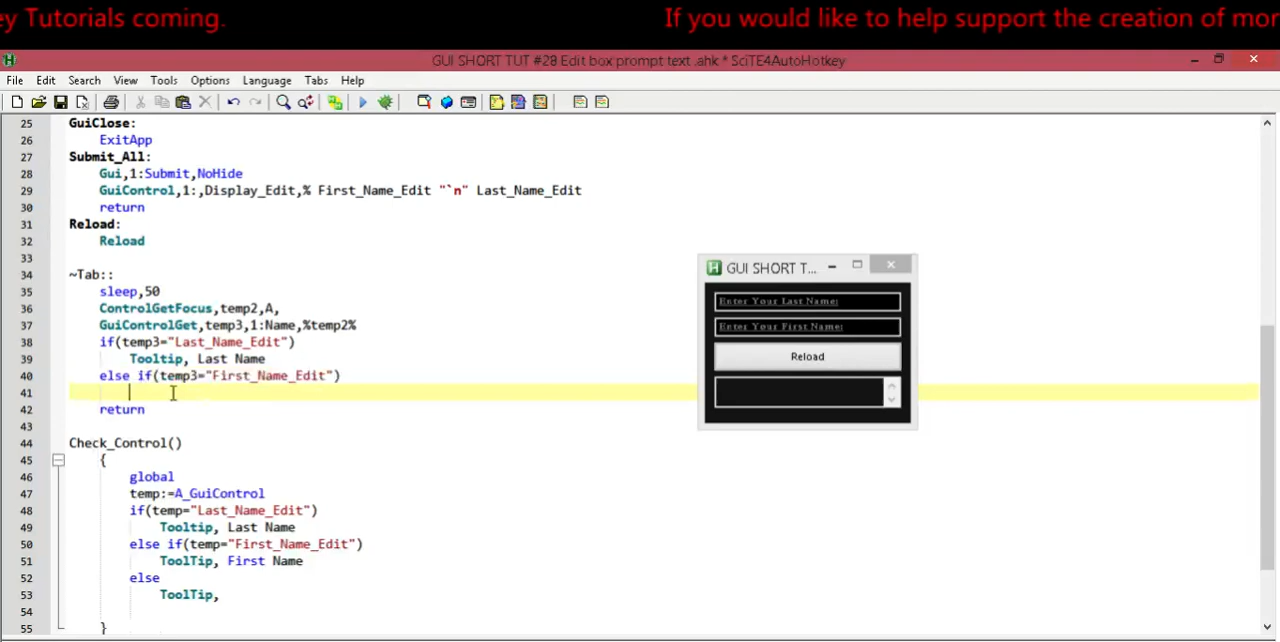 ey Tutorials coming. If you would like to help support the creation of mor
GUI SHORT TUT #28 Edit box prompt text .ahk * SciTE4AutoHotkey
File Edit Search View Tools Options Language Tabs Help
25 GuiClose:
26 ExitApp
27 Submit_All:
28 Gui,1:Submit,NoHide
29 GuiControl,1:,Display_Edit,% First_Name_Edit "`n" Last_Name_Edit
30 return
31 Reload:
32 Reload
33
34 ~Tab::
35 sleep,50
36 ControlGetFocus,temp2,A,
37 GuiControlGet,temp3,1:Name,%temp2%
38 if(temp3="Last_Name_Edit")
39 Tooltip, Last Name
40 else if(temp3="First_Name_Edit")
41
42 return
43
44 Check_Control()
45 {
46 global
47 temp:=A_GuiControl
48 if(temp="Last_Name_Edit")
49 Tooltip, Last Name
50 else if(temp="First_Name_Edit")
51 ToolTip, First Name
52 else
53 ToolTip,
54
55 }
GUI SHORT T...
Enter Your Last Name:
Enter Your First Name:
Reload